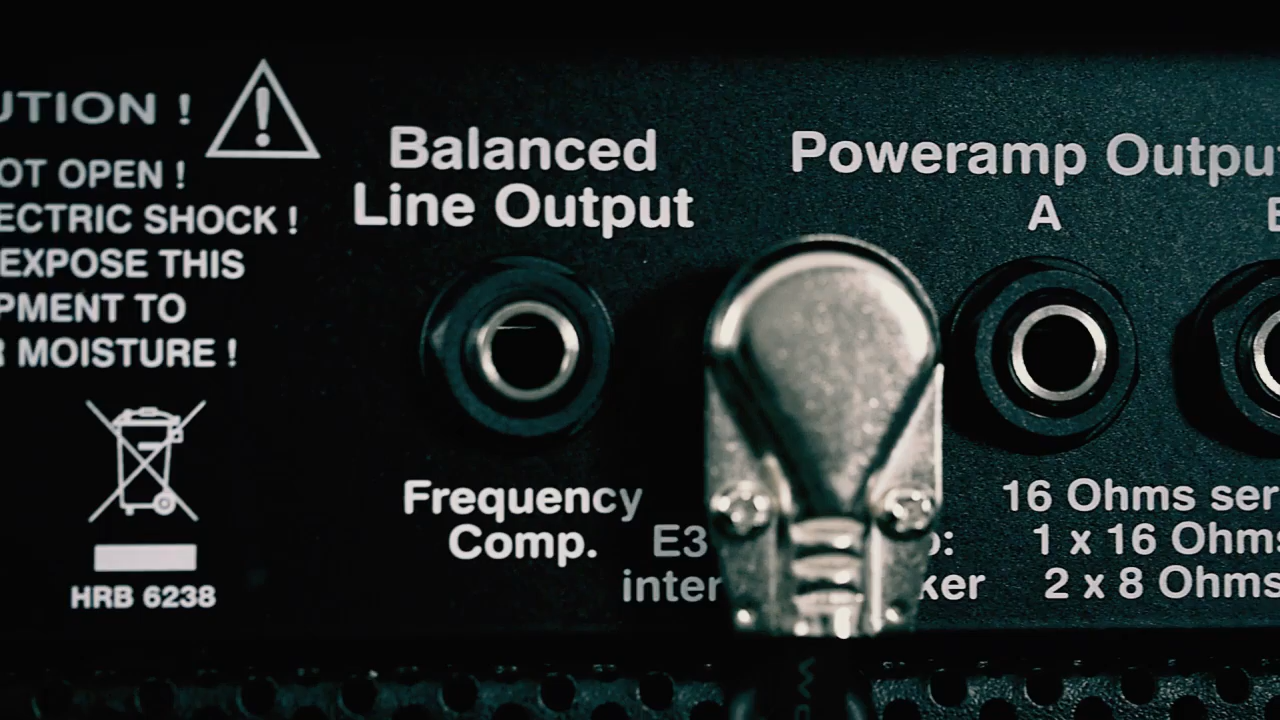 UTION !
OT OPEN !
ECTRIC SHOCK !
EXPOSE THIS
PMENT TO
R MOISTURE !
HRB 6238
Balanced
Line Output
Frequency
Comp.
Poweramp Output
A
E3
inter
ker
16 Ohms ser
1 x 16 Ohms
2 x 8 Ohms